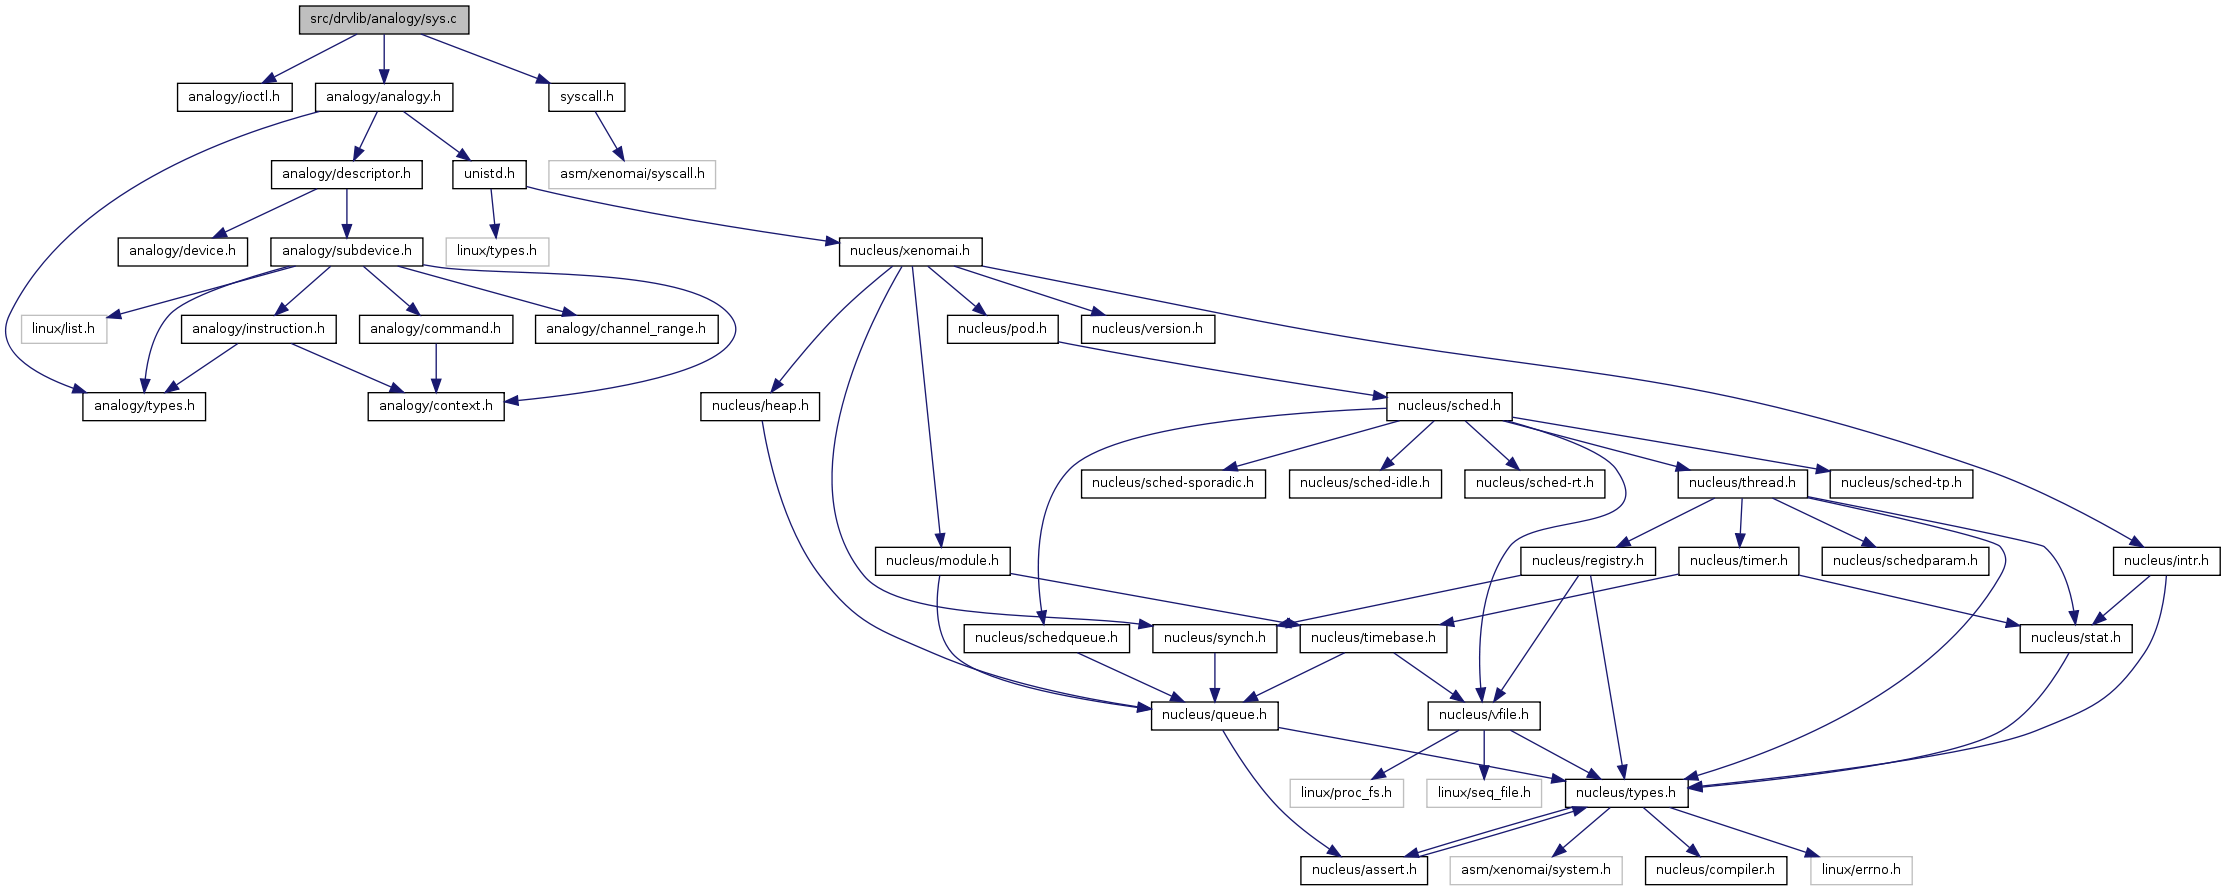 src/drvlib/analogy/sys.c
analogy/ioctl.h
analogy/analogy.h
syscall.h
analogy/descriptor.h
unistd.h
asm/xenomai/syscall.h
analogy/device.h
analogy/subdevice.h
linux/types.h
nucleus/xenomai.h
linux/list.h
analogy/instruction.h
analogy/command.h
analogy/channel_range.h
nucleus/pod.h
nucleus/version.h
analogy/types.h
analogy/context.h
nucleus/heap.h
nucleus/sched.h
nucleus/sched-sporadic.h
nucleus/sched-idle.h
nucleus/sched-rt.h
nucleus/thread.h
nucleus/sched-tp.h
nucleus/module.h
nucleus/registry.h
nucleus/timer.h
nucleus/schedparam.h
nucleus/intr.h
nucleus/schedqueue.h
nucleus/synch.h
nucleus/timebase.h
nucleus/stat.h
nucleus/queue.h
nucleus/vfile.h
linux/proc_fs.h
linux/seq_file.h
nucleus/types.h
nucleus/assert.h
asm/xenomai/system.h
nucleus/compiler.h
linux/errno.h